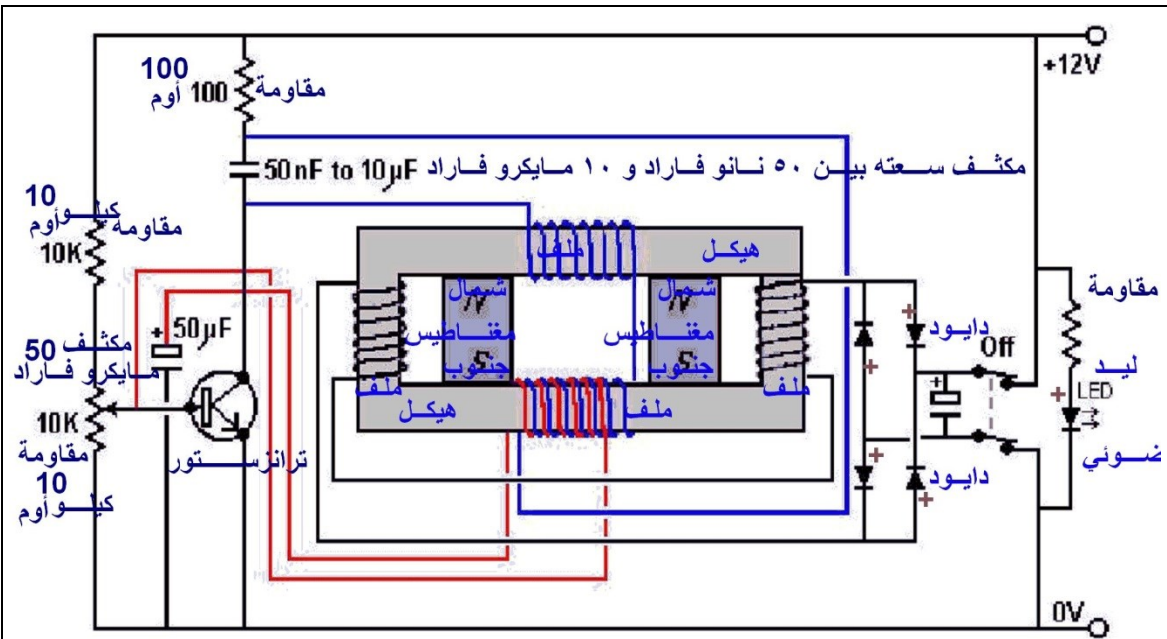 +12V
100
أوم
100
مقاومة
50nF to 10µF
مكثف سعته بين ٥٠ نانو فاراد و ١٠ مايكرو فاراد
10
كيلو أوم
مقاومة
10K
ملف
هيكل
شمال
شمال
N
N
مغناطيس
مغناطيس
S
S
جنوب
جنوب
ملف
ملف
هيكل
ملف
+
50µF
مكثف 50
مايكرو فاراد
10K
مقاومة
10
كيلو أوم
ترانزستور
+
دايود
+
Off
+
+
دايود
+
مقاومة
ليد
+
LED
ضوئي
0V